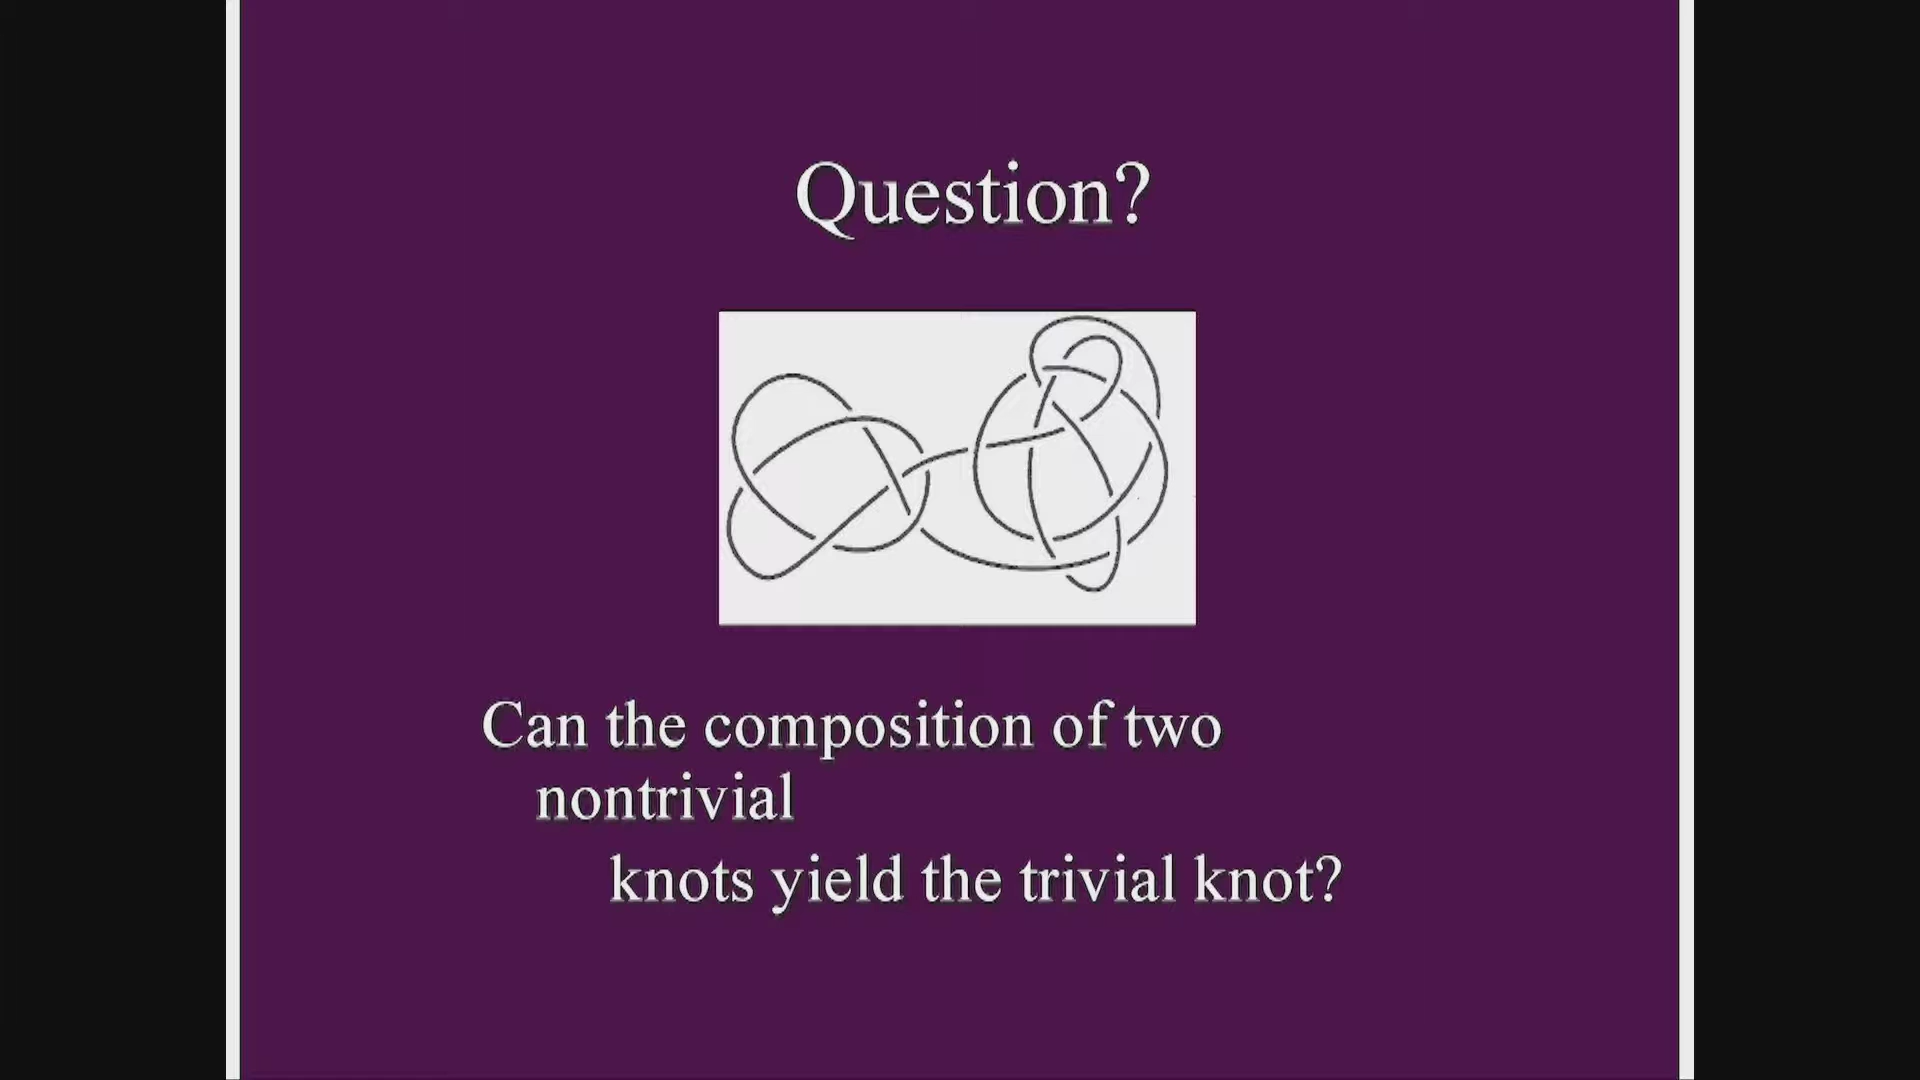 Question?
Can the composition of two
nontrivial
knots yield the trivial knot?